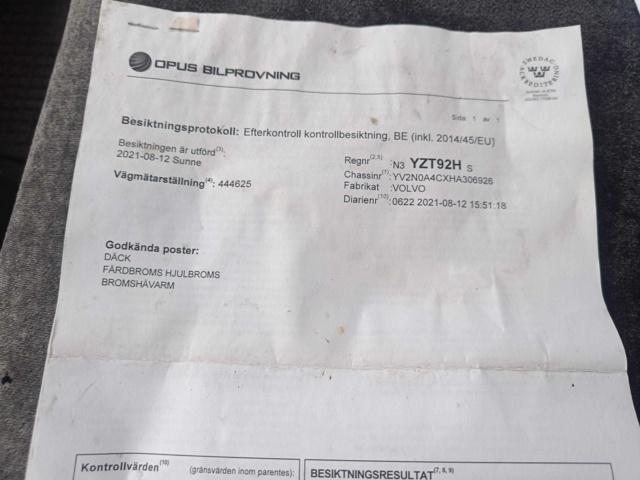 OPUS BILPROVNING
SWEDAC
ACKREDITERING
Sida 1 av 1
Besiktningsprotokoll: Efterkontroll kontrollbesiktning, BE (inkl. 2014/45/EU)
Besiktningen är utförd(3):
2021-08-12 Sunne
Vägmätarställning(4): 444625
Regnr(2,5) :N3 YZT92H S
Chassinr(1) :YV2N0A4CXHA306926
Fabrikat :VOLVO
Diarienr(10) :0622 2021-08-12 15:51:18
Godkända poster:
DÄCK
FÄRDBROMS HJULBROMS
BROMSHÄVARM
Kontrollvärden(10) (gränsvärden inom parentes):
BESIKTNINGSRESULTAT(7, 8, 9)